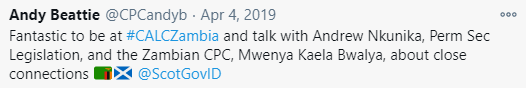 Andy Beattie @CPCandyb · Apr 4, 2019
Fantastic to be at #CALCZambia and talk with Andrew Nkunika, Perm Sec
Legislation, and the Zambian CPC, Mwenya Kaela Bwalya, about close
connections 🇿🇲🏴󠁧󠁢󠁳󠁣󠁴󠁿 @ScotGovID